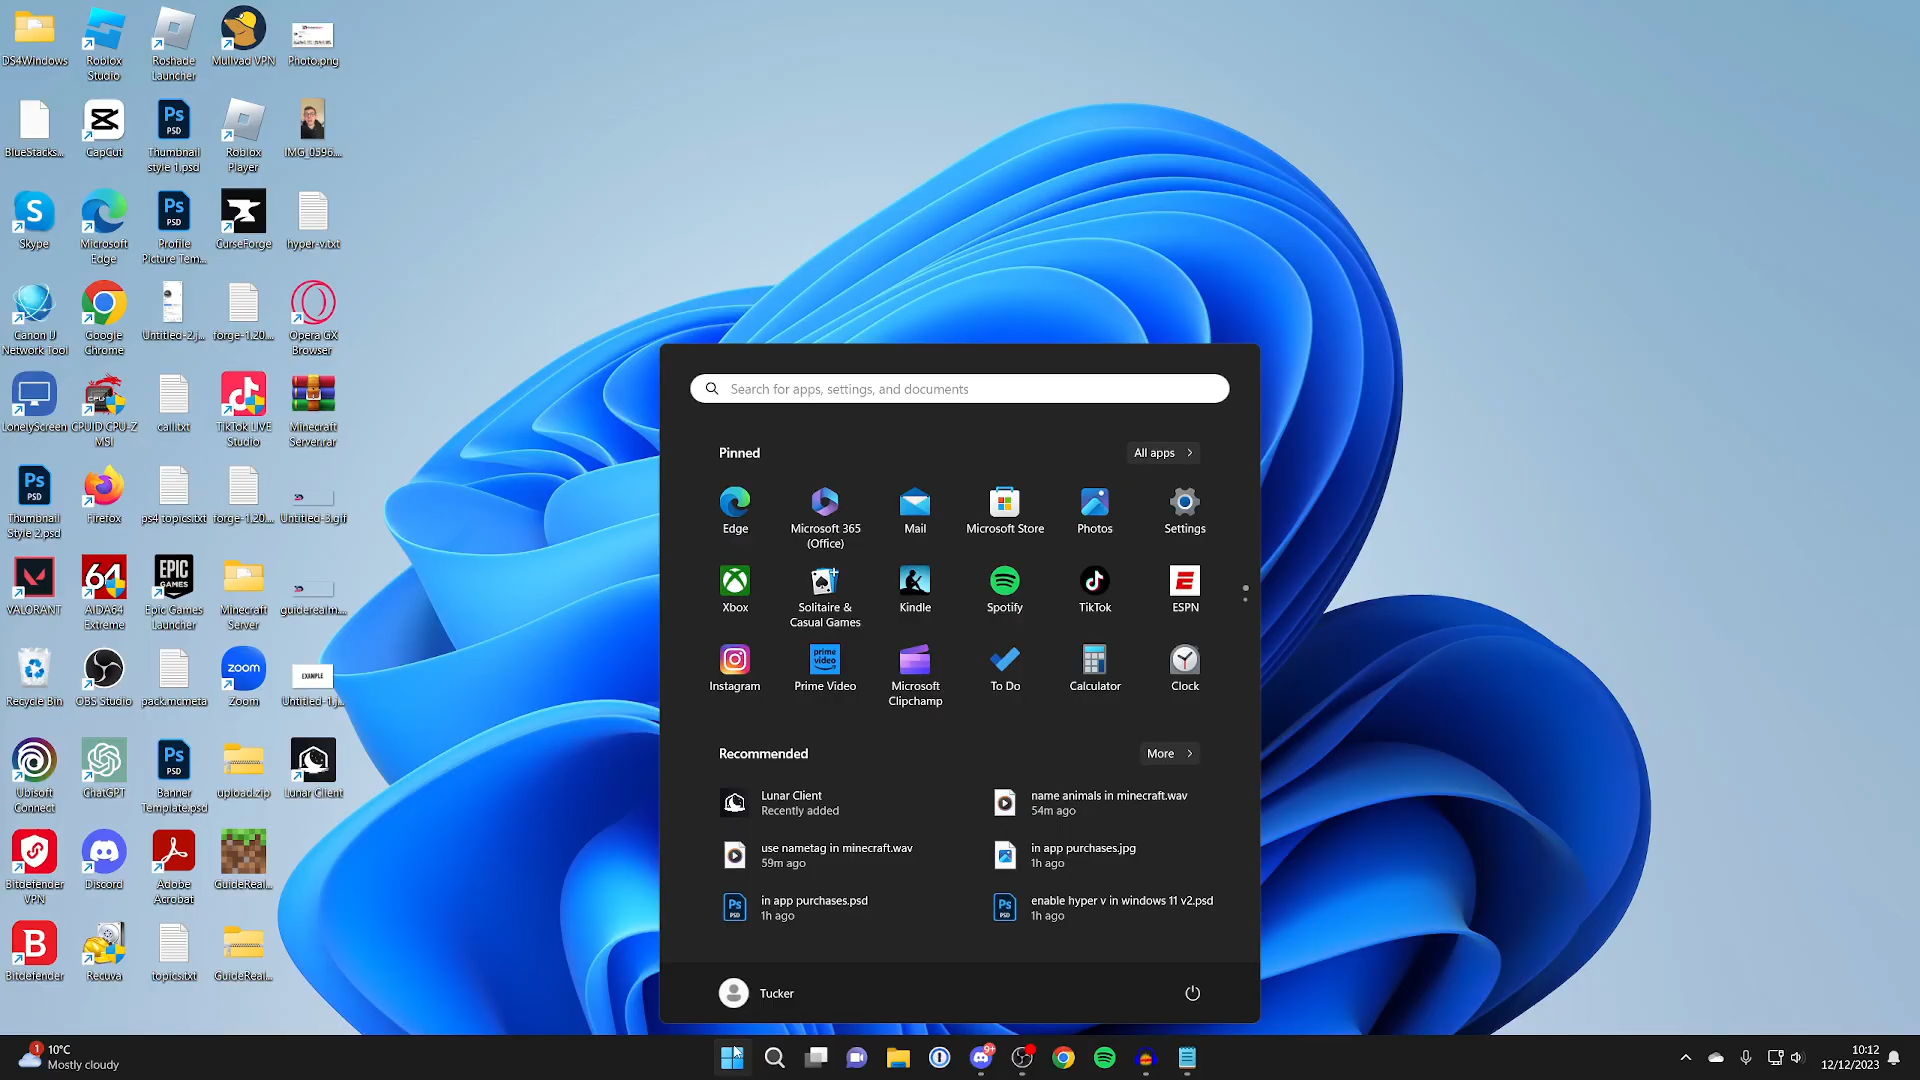 DS4Windows
Roblox
Studio
Roshade
Launcher
Mullvad VPN
Photo.png
BlueStacks...
CapCut
Thumbnail
style 1.psd
Roblox
Player
IMG_0596....
Skype
Microsoft
Edge
Profile
Picture Tem...
CurseForge
hyper-v.txt
Canon IJ
Network Tool
Google
Chrome
Untitled-2.j...
forge-1.20...
Opera GX
Browser
LonelyScreen
CPUID CPU-Z
MSI
call.txt
TikTok LIVE
Studio
Minecraft
Server.rar
Thumbnail
Style 2.psd
Firefox
ps4 topics.txt
forge-1.20...
Untitled-3.gif
VALORANT
AIDA64
Extreme
Epic Games
Launcher
Minecraft
Server
guiderealm...
Recycle Bin
OBS Studio
pack.mcmeta
Zoom
EXAMPLE
Untitled-1.j...
Ubisoft
Connect
ChatGPT
Banner
Template.psd
upload.zip
Lunar Client
Bitdefender
VPN
Discord
Adobe
Acrobat
GuideReal...
Bitdefender
Recuva
topics.txt
GuideReal...
Search for apps, settings, and documents
Pinned
All apps
Edge
Microsoft 365
(Office)
Mail
Microsoft Store
Photos
Settings
Xbox
Solitaire &
Casual Games
Kindle
Spotify
TikTok
ESPN
Instagram
Prime Video
Microsoft
Clipchamp
To Do
Calculator
Clock
Recommended
More
Lunar Client
Recently added
name animals in minecraft.wav
54m ago
use nametag in minecraft.wav
59m ago
in app purchases.jpg
1h ago
in app purchases.psd
1h ago
enable hyper v in windows 11 v2.psd
1h ago
Tucker
1
10°C
Mostly cloudy
9+
10:12
12/12/2023